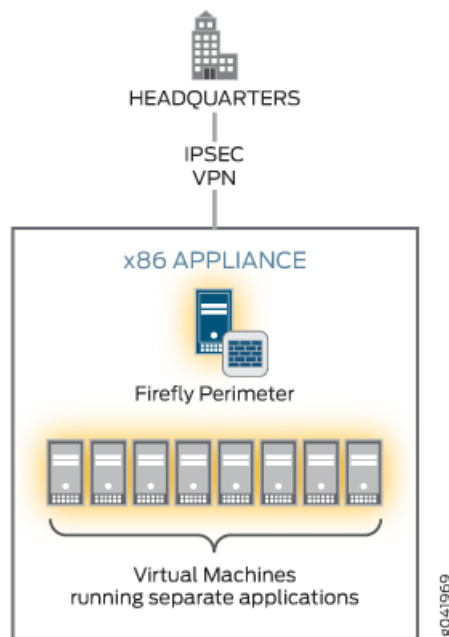 HEADQUARTERS
IPSEC
VPN
x86 APPLIANCE
Firefly Perimeter
Virtual Machines
running separate applications
g041969